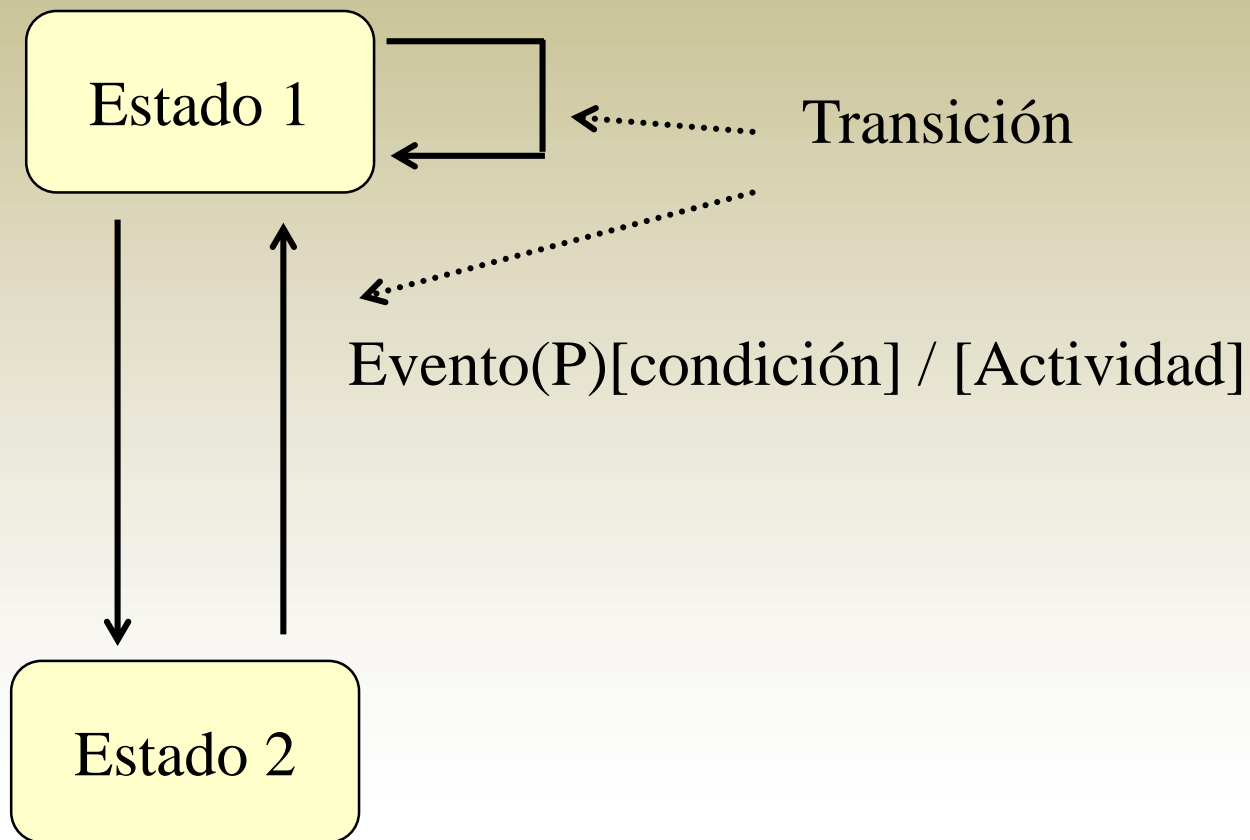 Estado 1
Transición
Evento(P)[condición] / [Actividad]
Estado 2